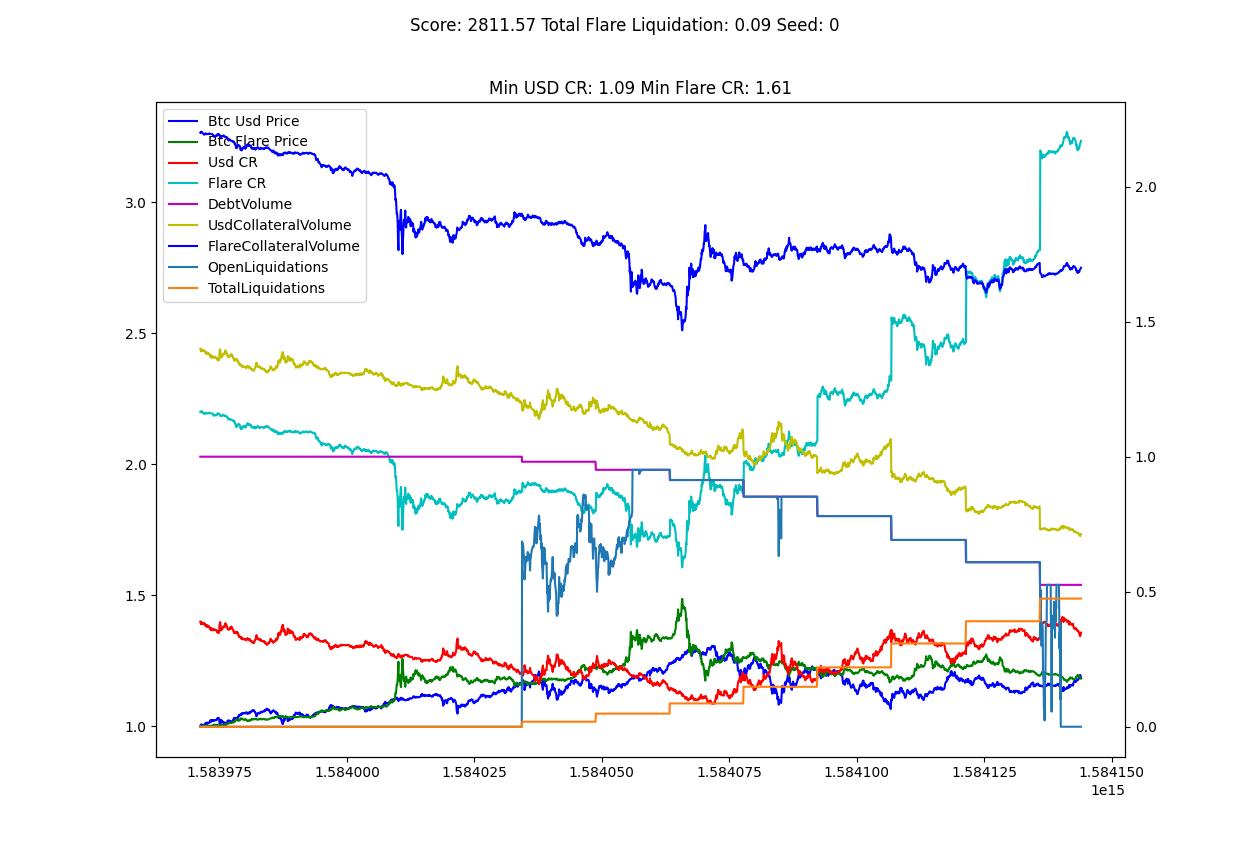 Score: 2811.57 Total Flare Liquidation: 0.09 Seed: 0
Min USD CR: 1.09 Min Flare CR: 1.61
Btc Usd Price
Btc Flare Price
Usd CR
Flare CR
DebtVolume
UsdCollateralVolume
FlareCollateralVolume
OpenLiquidations
TotalLiquidations
3.0
2.5
2.0
1.5
1.0
2.0
1.5
1.0
0.5
0.0
1.583975
1.584000
1.584025
1.584050
1.584075
1.584100
1.584125
1.584150
1e15